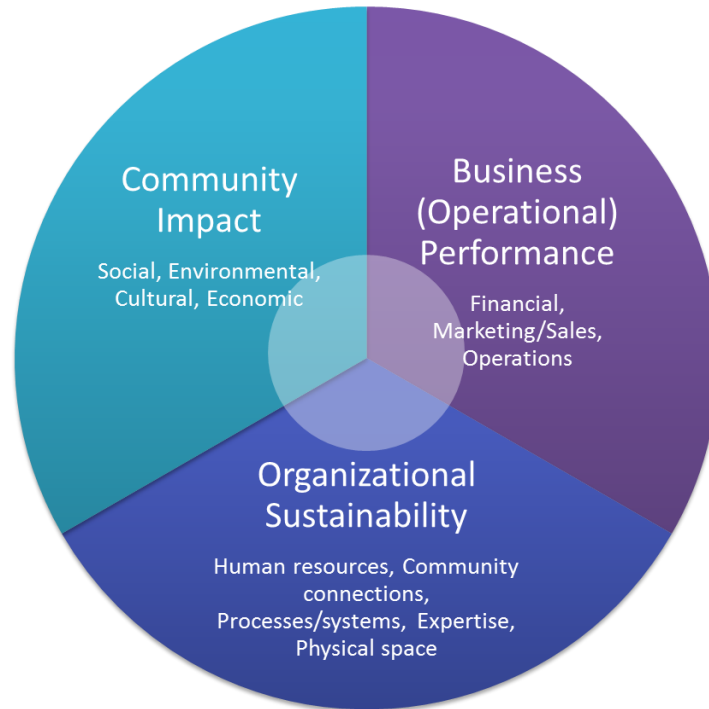 Community
Impact
Social, Environmental,
Cultural, Economic
Business
(Operational)
Performance
Financial,
Marketing/Sales,
Operations
Organizational
Sustainability
Human resources, Community
connections,
Processes/systems, Expertise,
Physical space